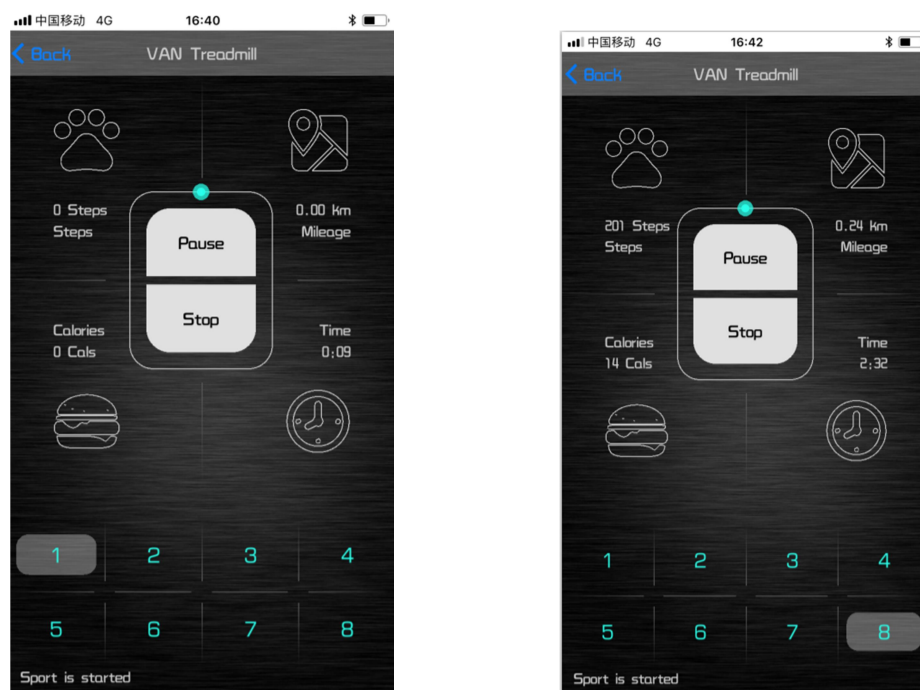 中国移动 4G 16:40
Back VAN Treadmill
0 Steps
Steps
0.00 km
Mileage
Pause
Stop
Calories
0 Cals
Time
0:09
1 2 3 4
5 6 7 8
Sport is started
中国移动 4G 16:42
Back VAN Treadmill
201 Steps
Steps
0.24 km
Mileage
Pause
Stop
Calories
14 Cals
Time
2:32
1 2 3 4
5 6 7 8
Sport is started